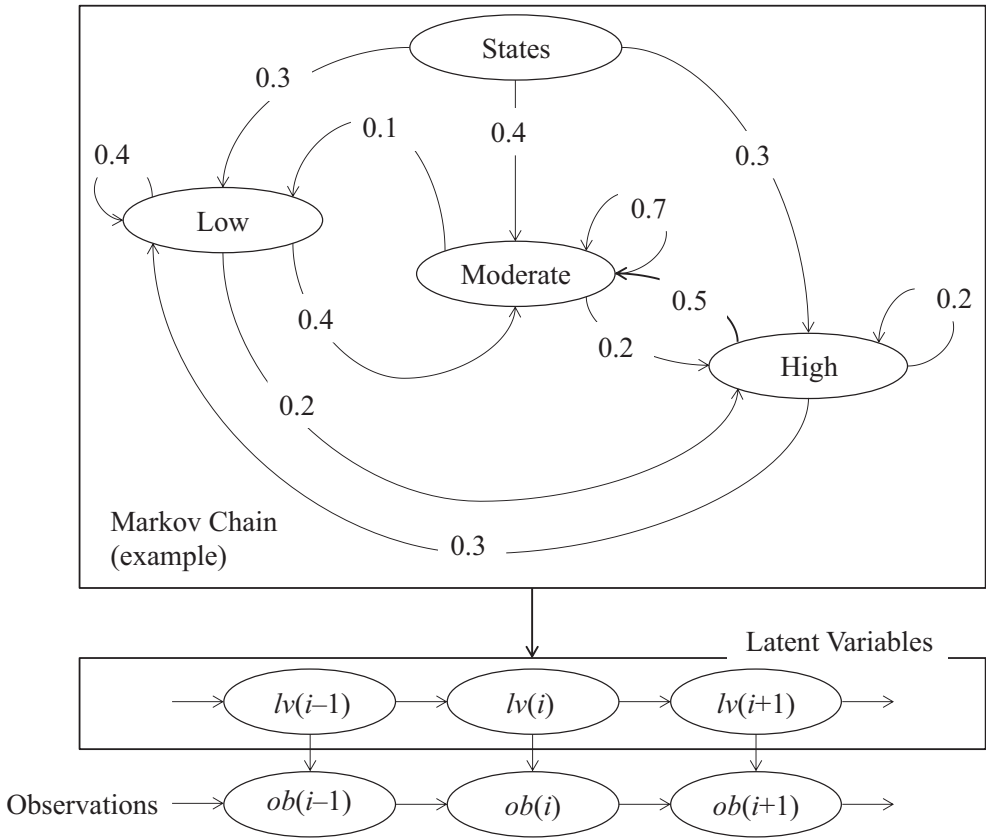 States
0.3
0.1
0.4
0.4
0.3
0.7
Low
Moderate
0.5
0.2
0.4
0.2
High
0.2
Markov Chain
(example)
0.3
Latent Variables
lv(i–1)
lv(i)
lv(i+1)
Observations
ob(i–1)
ob(i)
ob(i+1)